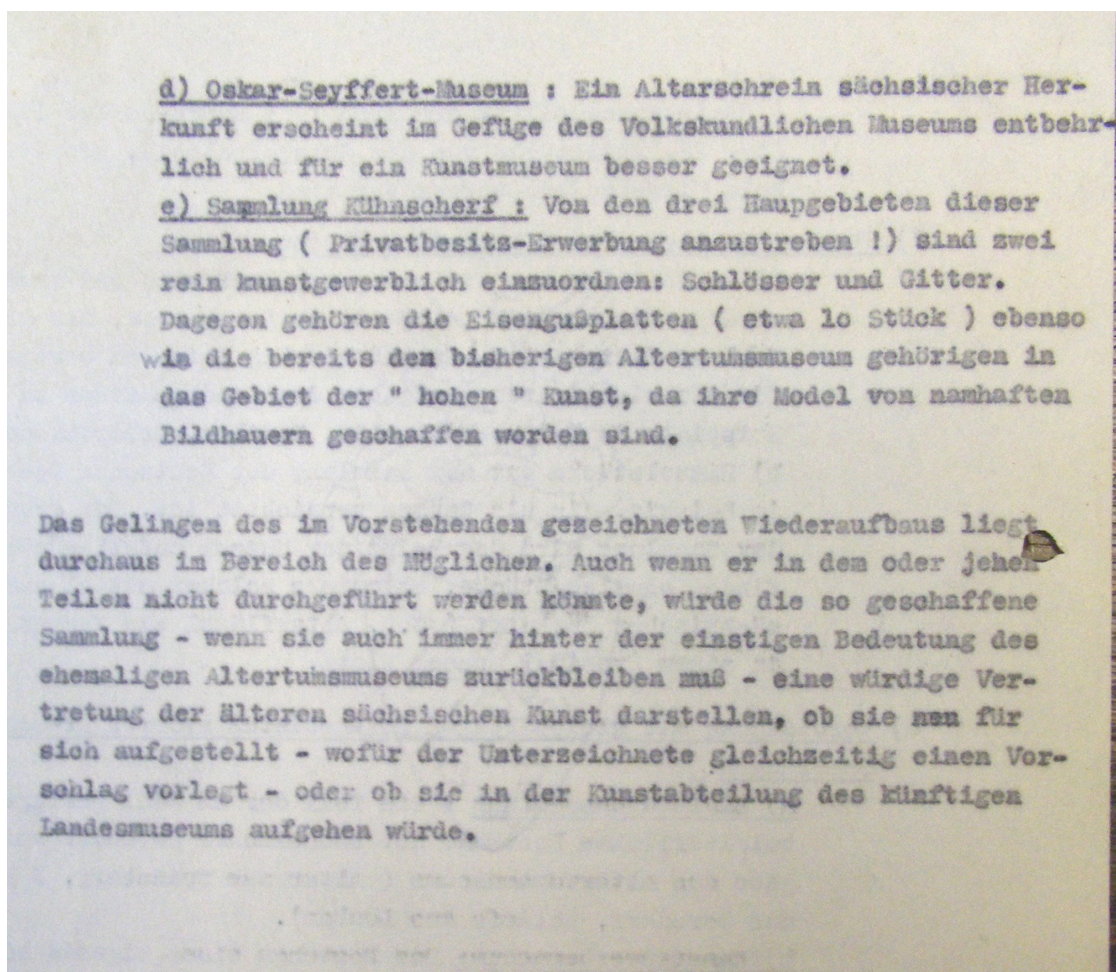 d) Oskar-Seyffert-Museum : Ein Altarschrein sächsischer Her-
kunft erscheint im Gefüge des Volkskundlichen Museums entbehr-
lich und für ein Kunstmuseum besser geeignet.
e) Sammlung Kühnscherf : Von den drei Haupgebieten dieser
Sammlung ( Privatbesitz-Erwerbung anzustreben !) sind zwei
rein kunstgewerblich einzuordnen: Schlösser und Gitter.
Dagegen gehören die Eisengußplatten ( etwa lo Stück ) ebenso
win die bereits dem bisherigen Altertumsmuseum gehörigen in
das Gebiet der " hohen " Kunst, da ihre Model von namhaften
Bildhauern geschaffen worden sind.
Das Gelingen des im Vorstehenden gezeichneten Wiederaufbaus liegt
durchaus im Bereich des Möglichen. Auch wenn er in dem oder jenem
Teilen nicht durchgeführt werden könnte, würde die so geschaffene
Sammlung - wenn sie auch immer hinter der einstigen Bedeutung des
ehemaligen Altertumsmuseums zurückbleiben muß - eine würdige Ver-
tretung der älteren sächsischen Kunst darstellen, ob sie nun für
sich aufgestellt - wofür der Unterzeichnete gleichzeitig einen Vor-
schlag vorlegt - oder ob sie in der Kunstabteilung des künftigen
Landesmuseums aufgehen würde.